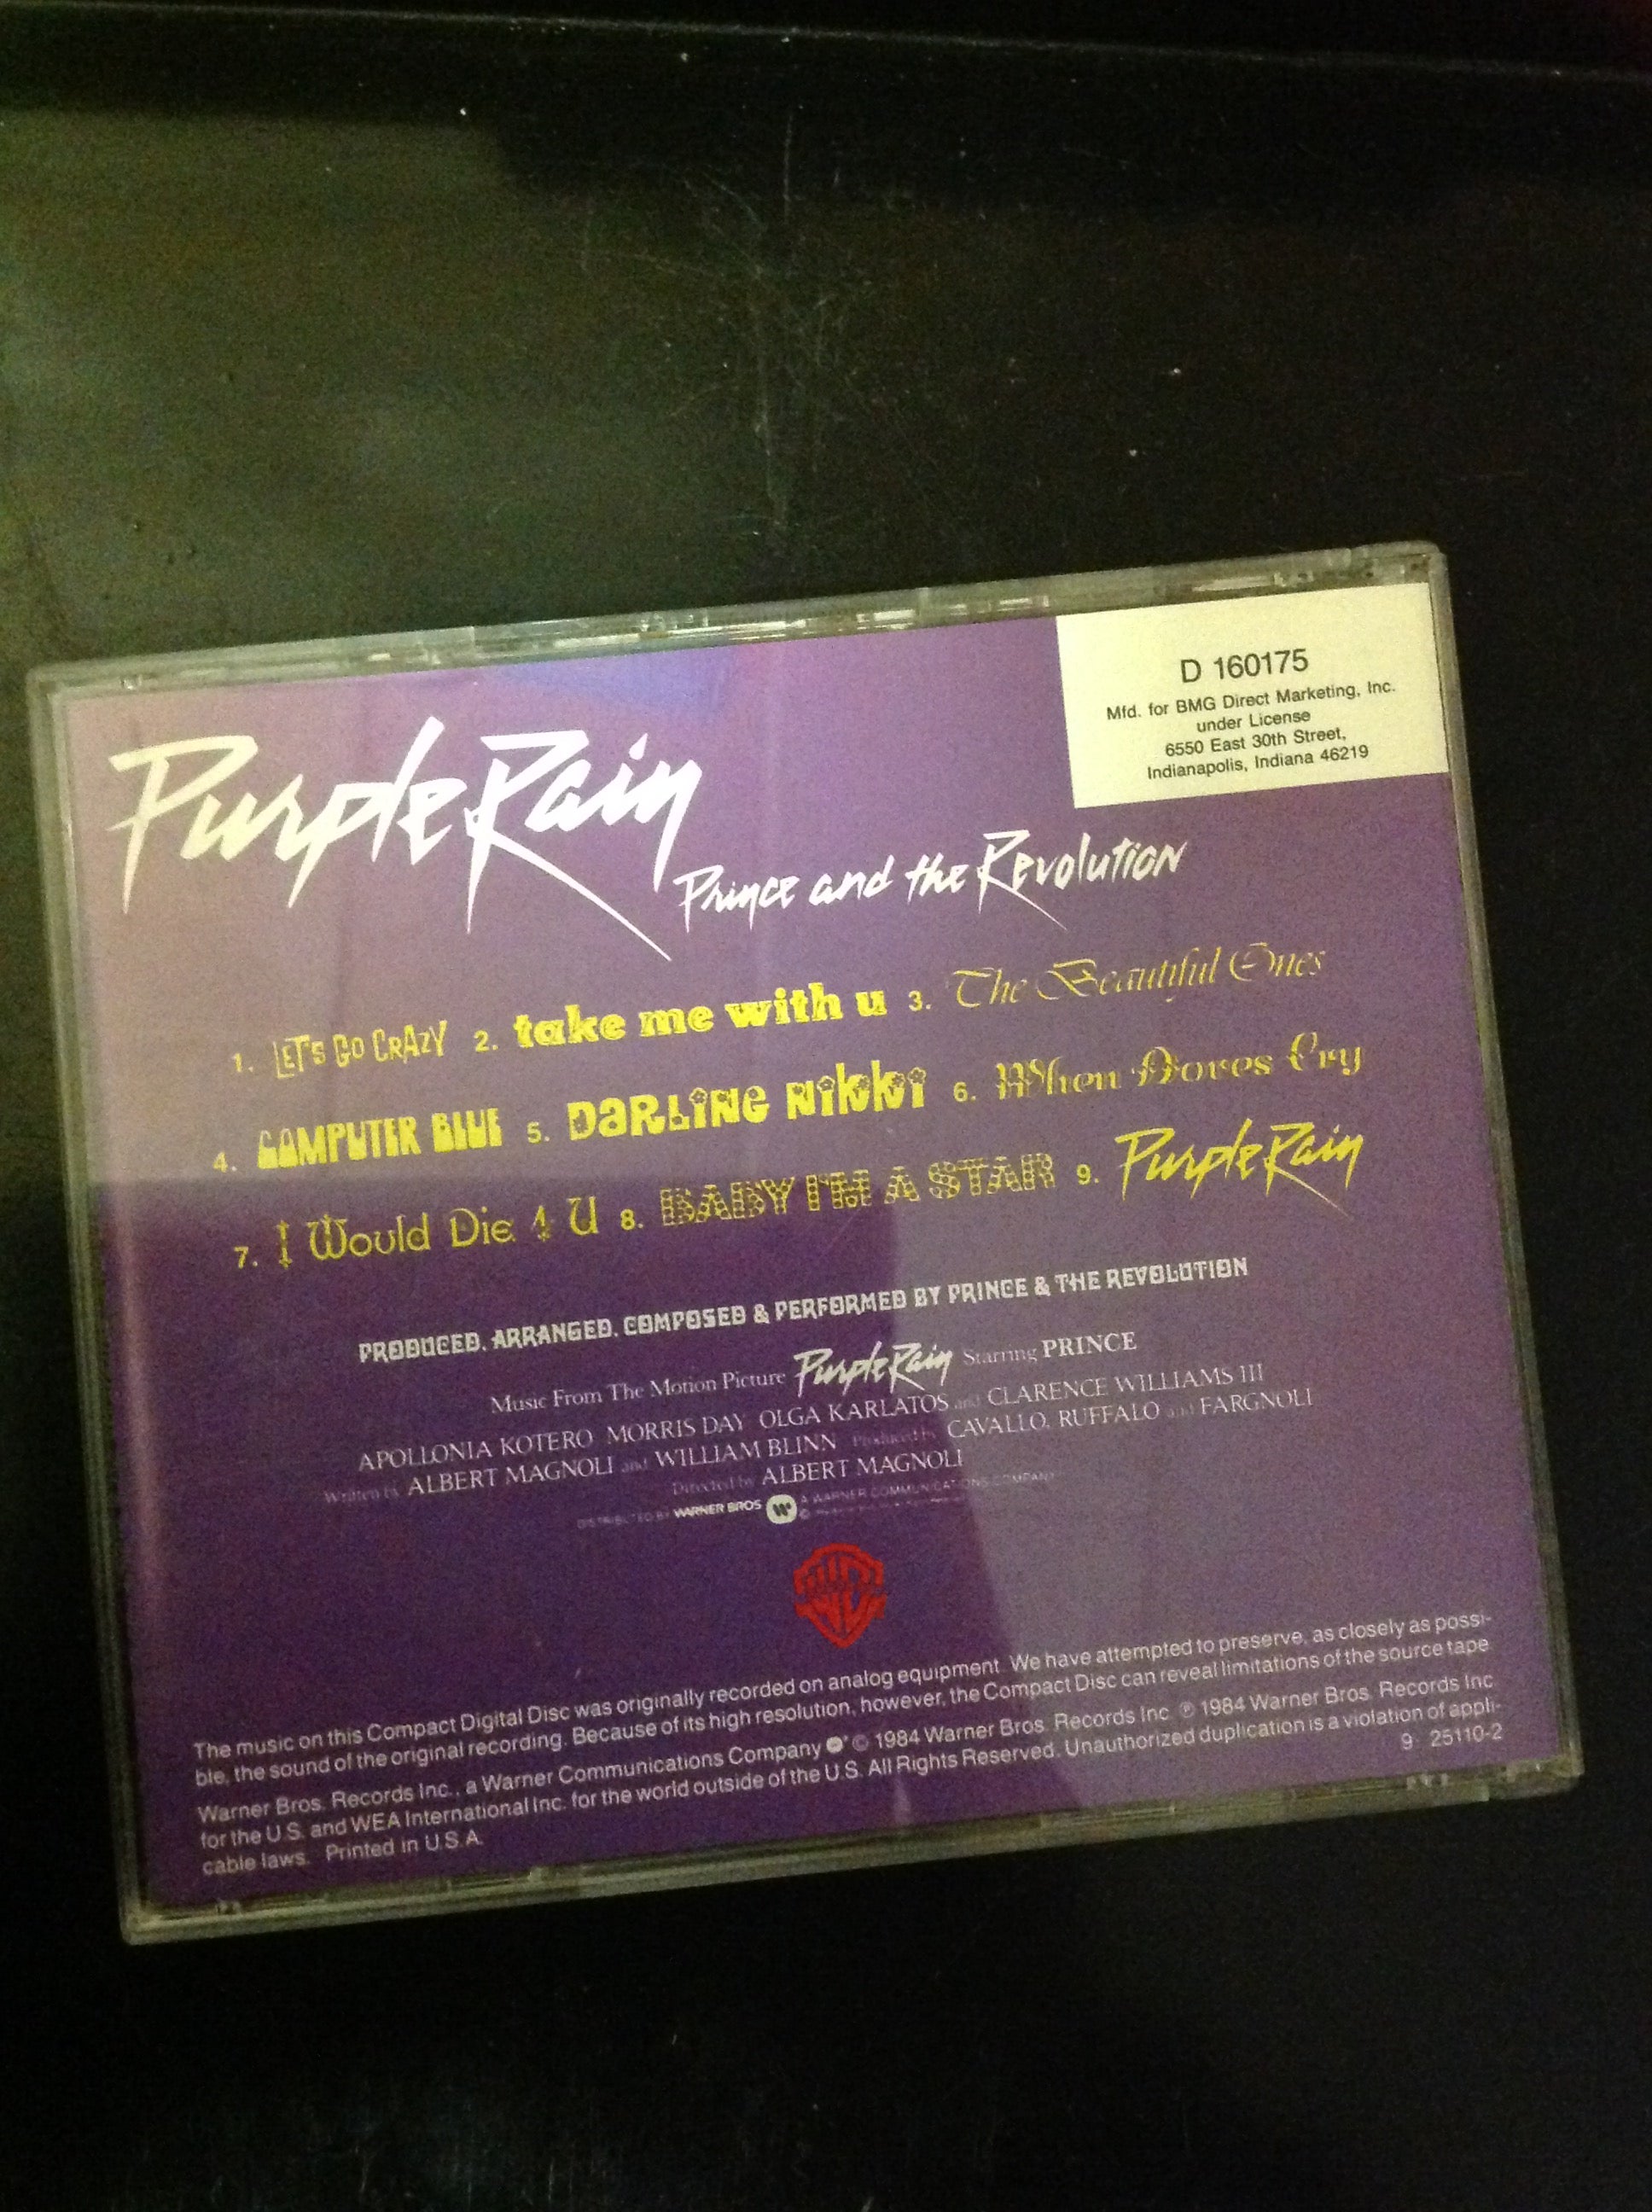 D 160175
Mfd. for BMG Direct Marketing, Inc.
under License
6550 East 30th Street,
Indianapolis, Indiana 46219
Purple Rain
Prince and the Revolution
1. LET'S GO CRAZY 2. take me with u 3. The Beautiful Ones
4. COMPUTER BLUE 5. DARLING NIKKI 6. When Doves Cry
7. I Would Die 4 U 8. BABY I'M A STAR 9. Purple Rain
PRODUCED, ARRANGED, COMPOSED & PERFORMED BY PRINCE & THE REVOLUTION
Music From The Motion Picture Purple Rain Starring PRINCE
APOLLONIA KOTERO MORRIS DAY OLGA KARLATOS and CLARENCE WILLIAMS III
Written by ALBERT MAGNOLI and WILLIAM BLINN Produced by CAVALLO, RUFFALO and FARGNOLI
Directed by ALBERT MAGNOLI
DISTRIBUTED BY WARNER BROS A WARNER COMMUNICATIONS COMPANY
The music on this Compact Digital Disc was originally recorded on analog equipment. We have attempted to preserve, as closely as possi-
ble, the sound of the original recording. Because of its high resolution, however, the Compact Disc can reveal limitations of the source tape
Warner Bros. Records Inc., a Warner Communications Company © 1984 Warner Bros. Records Inc. ℗ 1984 Warner Bros. Records Inc
for the U.S. and WEA International Inc. for the world outside of the U.S. All Rights Reserved. Unauthorized duplication is a violation of appli-
cable laws. Printed in U.S.A.
9 25110-2